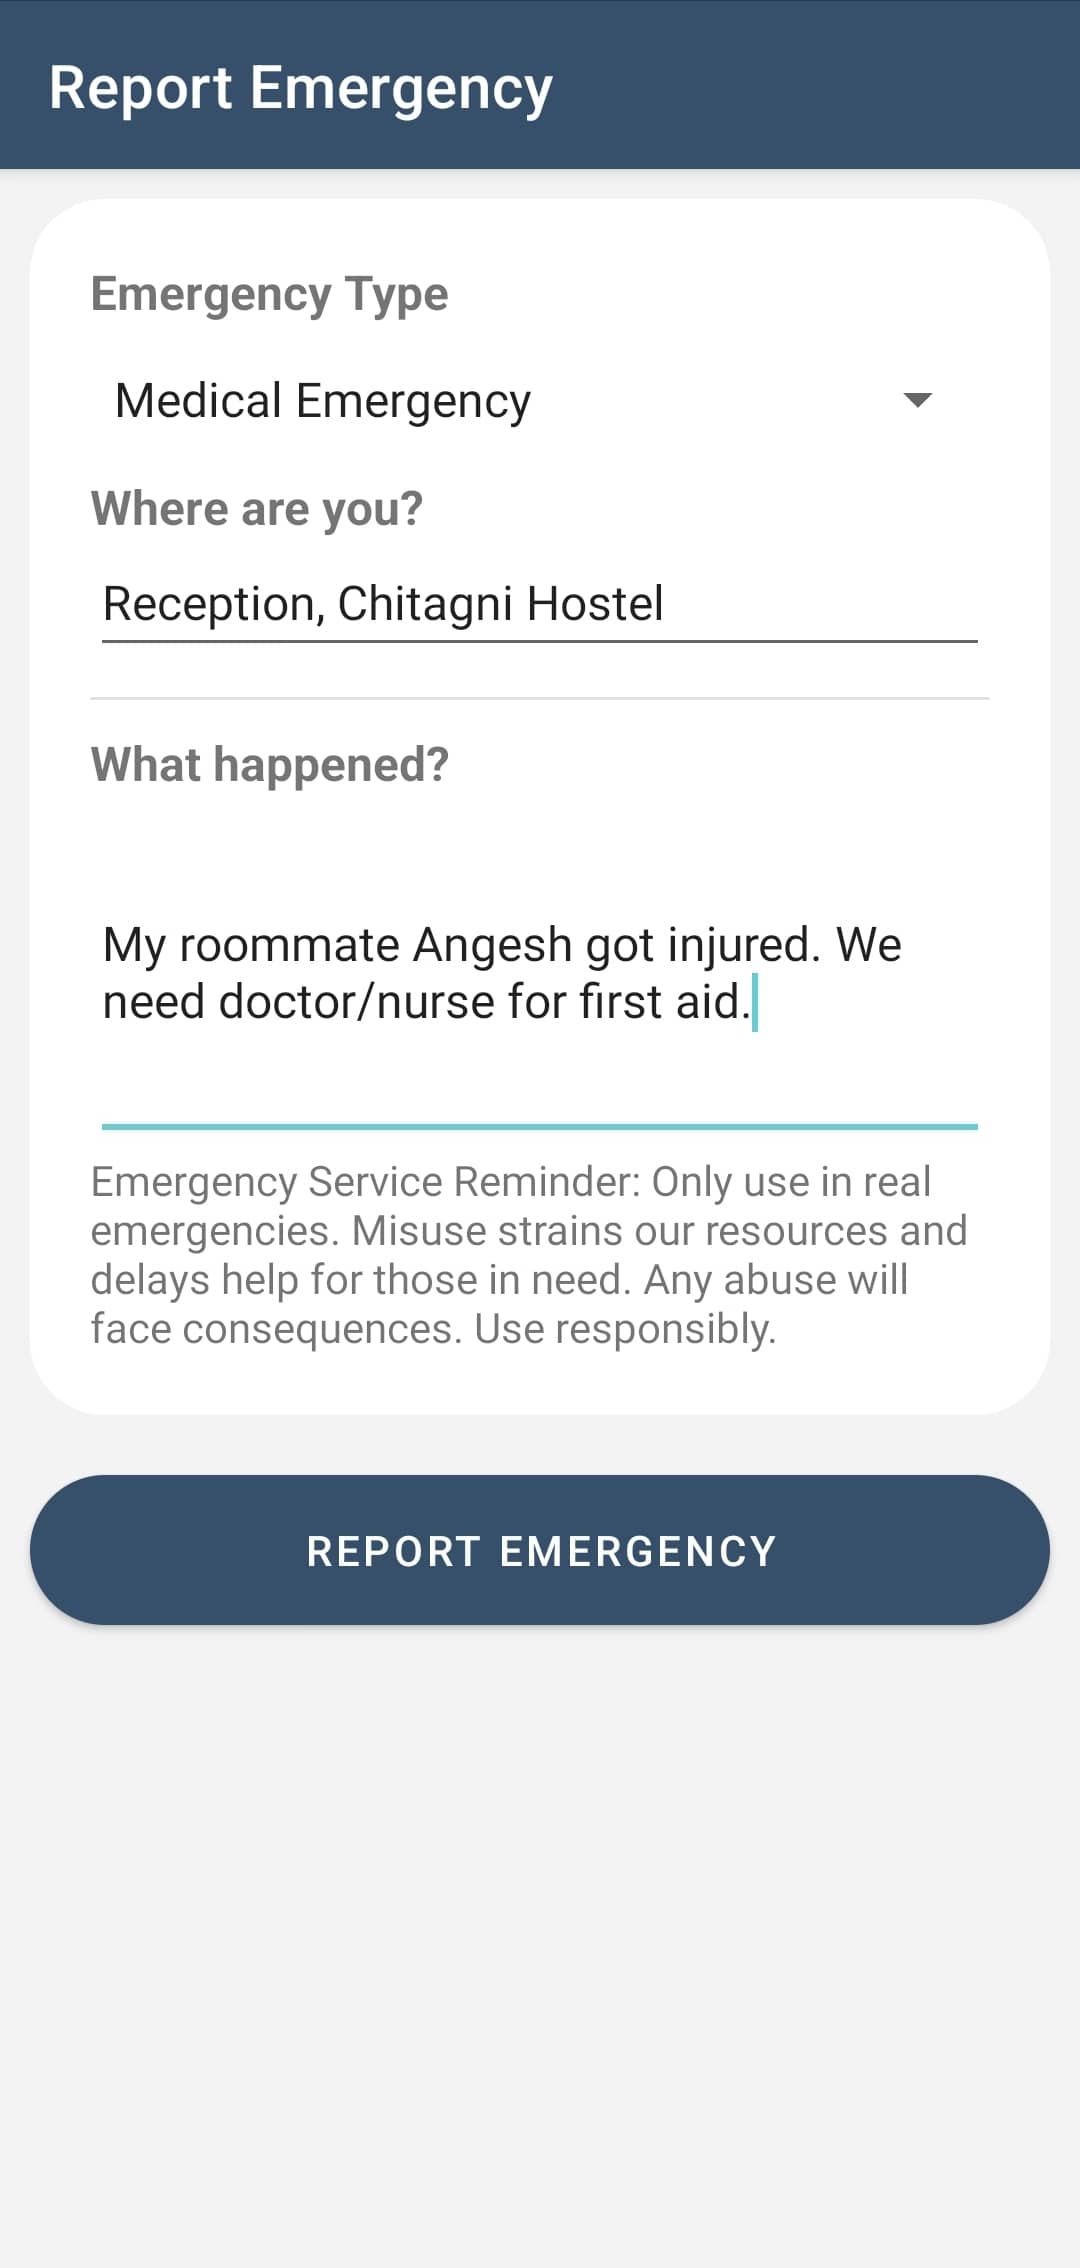 Report Emergency
Emergency Type
Medical Emergency
Where are you?
Reception, Chitagni Hostel
What happened?
My roommate Angesh got injured. We
need doctor/nurse for first aid.
Emergency Service Reminder: Only use in real
emergencies. Misuse strains our resources and
delays help for those in need. Any abuse will
face consequences. Use responsibly.
REPORT EMERGENCY